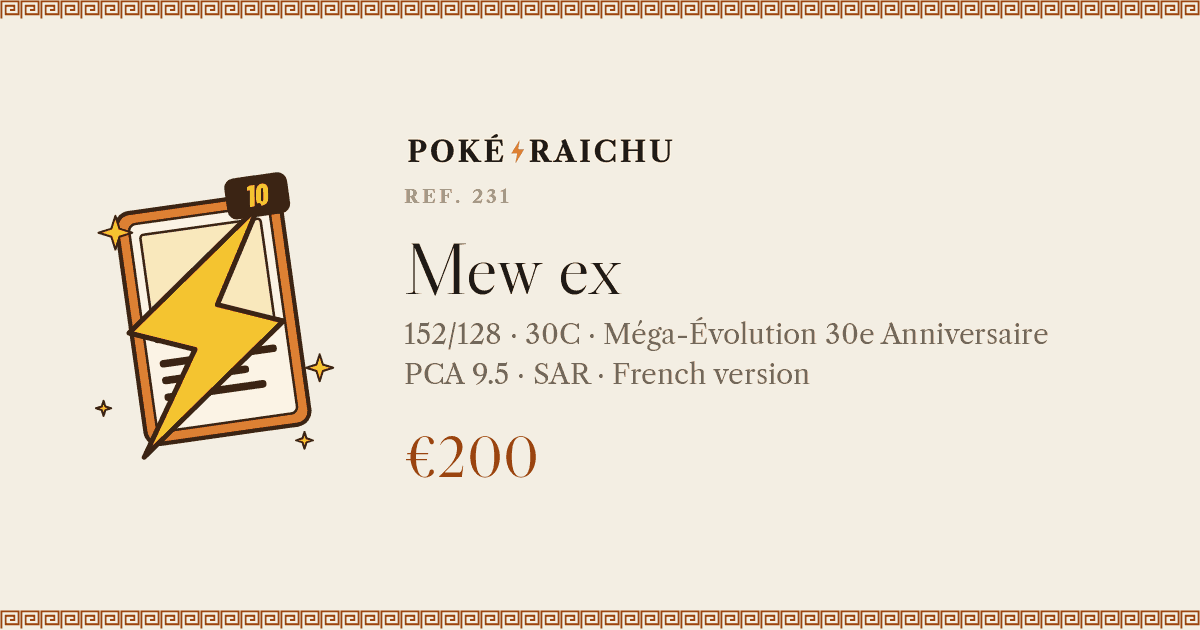 10
POKÉ⚡RAICHU
REF. 231
Mew ex
152/128 · 30C · Méga-Évolution 30e Anniversaire
PCA 9.5 · SAR · French version
€200